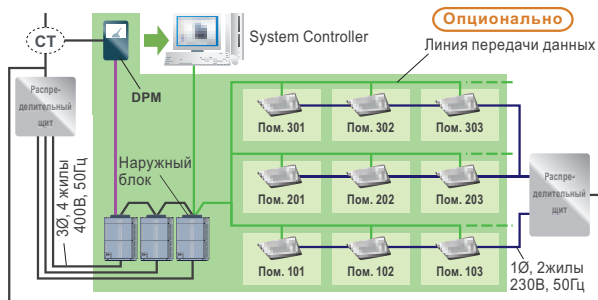 Опционально
CT
System Controller
Линия передачи данных
DPM
Распре-
делительный
щит
Пом. 301
Пом. 302
Пом. 303
Наружный
блок
3Ø, 4 жилы
400В, 50Гц
Пом. 201
Пом. 202
Пом. 203
Распре-
делительный
щит
Пом. 101
Пом. 102
Пом. 103
1Ø, 2жилы
230В, 50Гц